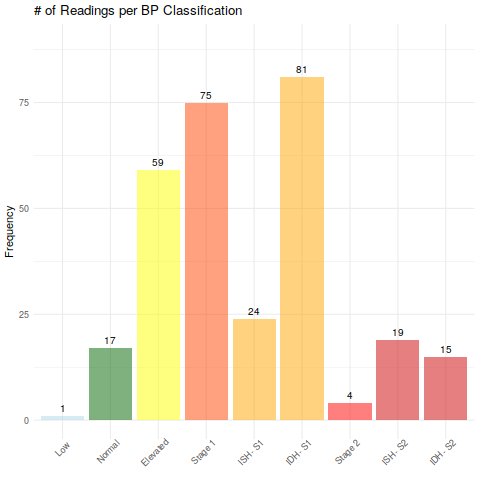 # of Readings per BP Classification
Frequency
75
50
25
0
1
17
59
75
24
81
4
19
15
Low
Normal
Elevated
Stage 1
ISH - S1
IDH - S1
Stage 2
ISH - S2
IDH - S2